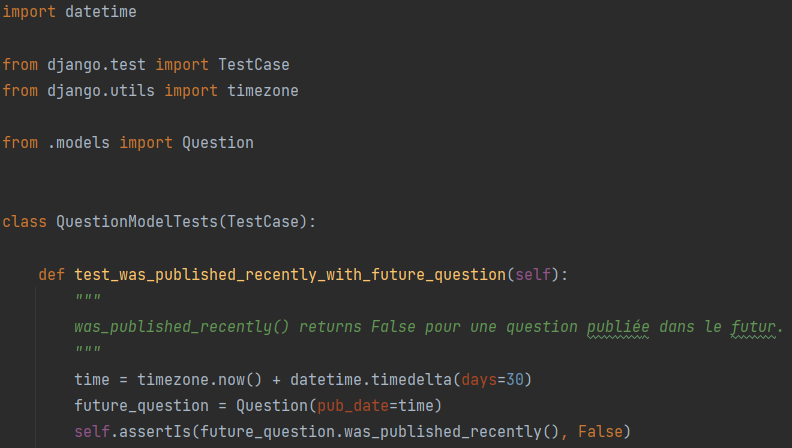 import datetime

from django.test import TestCase
from django.utils import timezone

from .models import Question


class QuestionModelTests(TestCase):

    def test_was_published_recently_with_future_question(self):
        """
        was_published_recently() returns False pour une question publiée dans le futur.
        """
        time = timezone.now() + datetime.timedelta(days=30)
        future_question = Question(pub_date=time)
        self.assertIs(future_question.was_published_recently(), False)